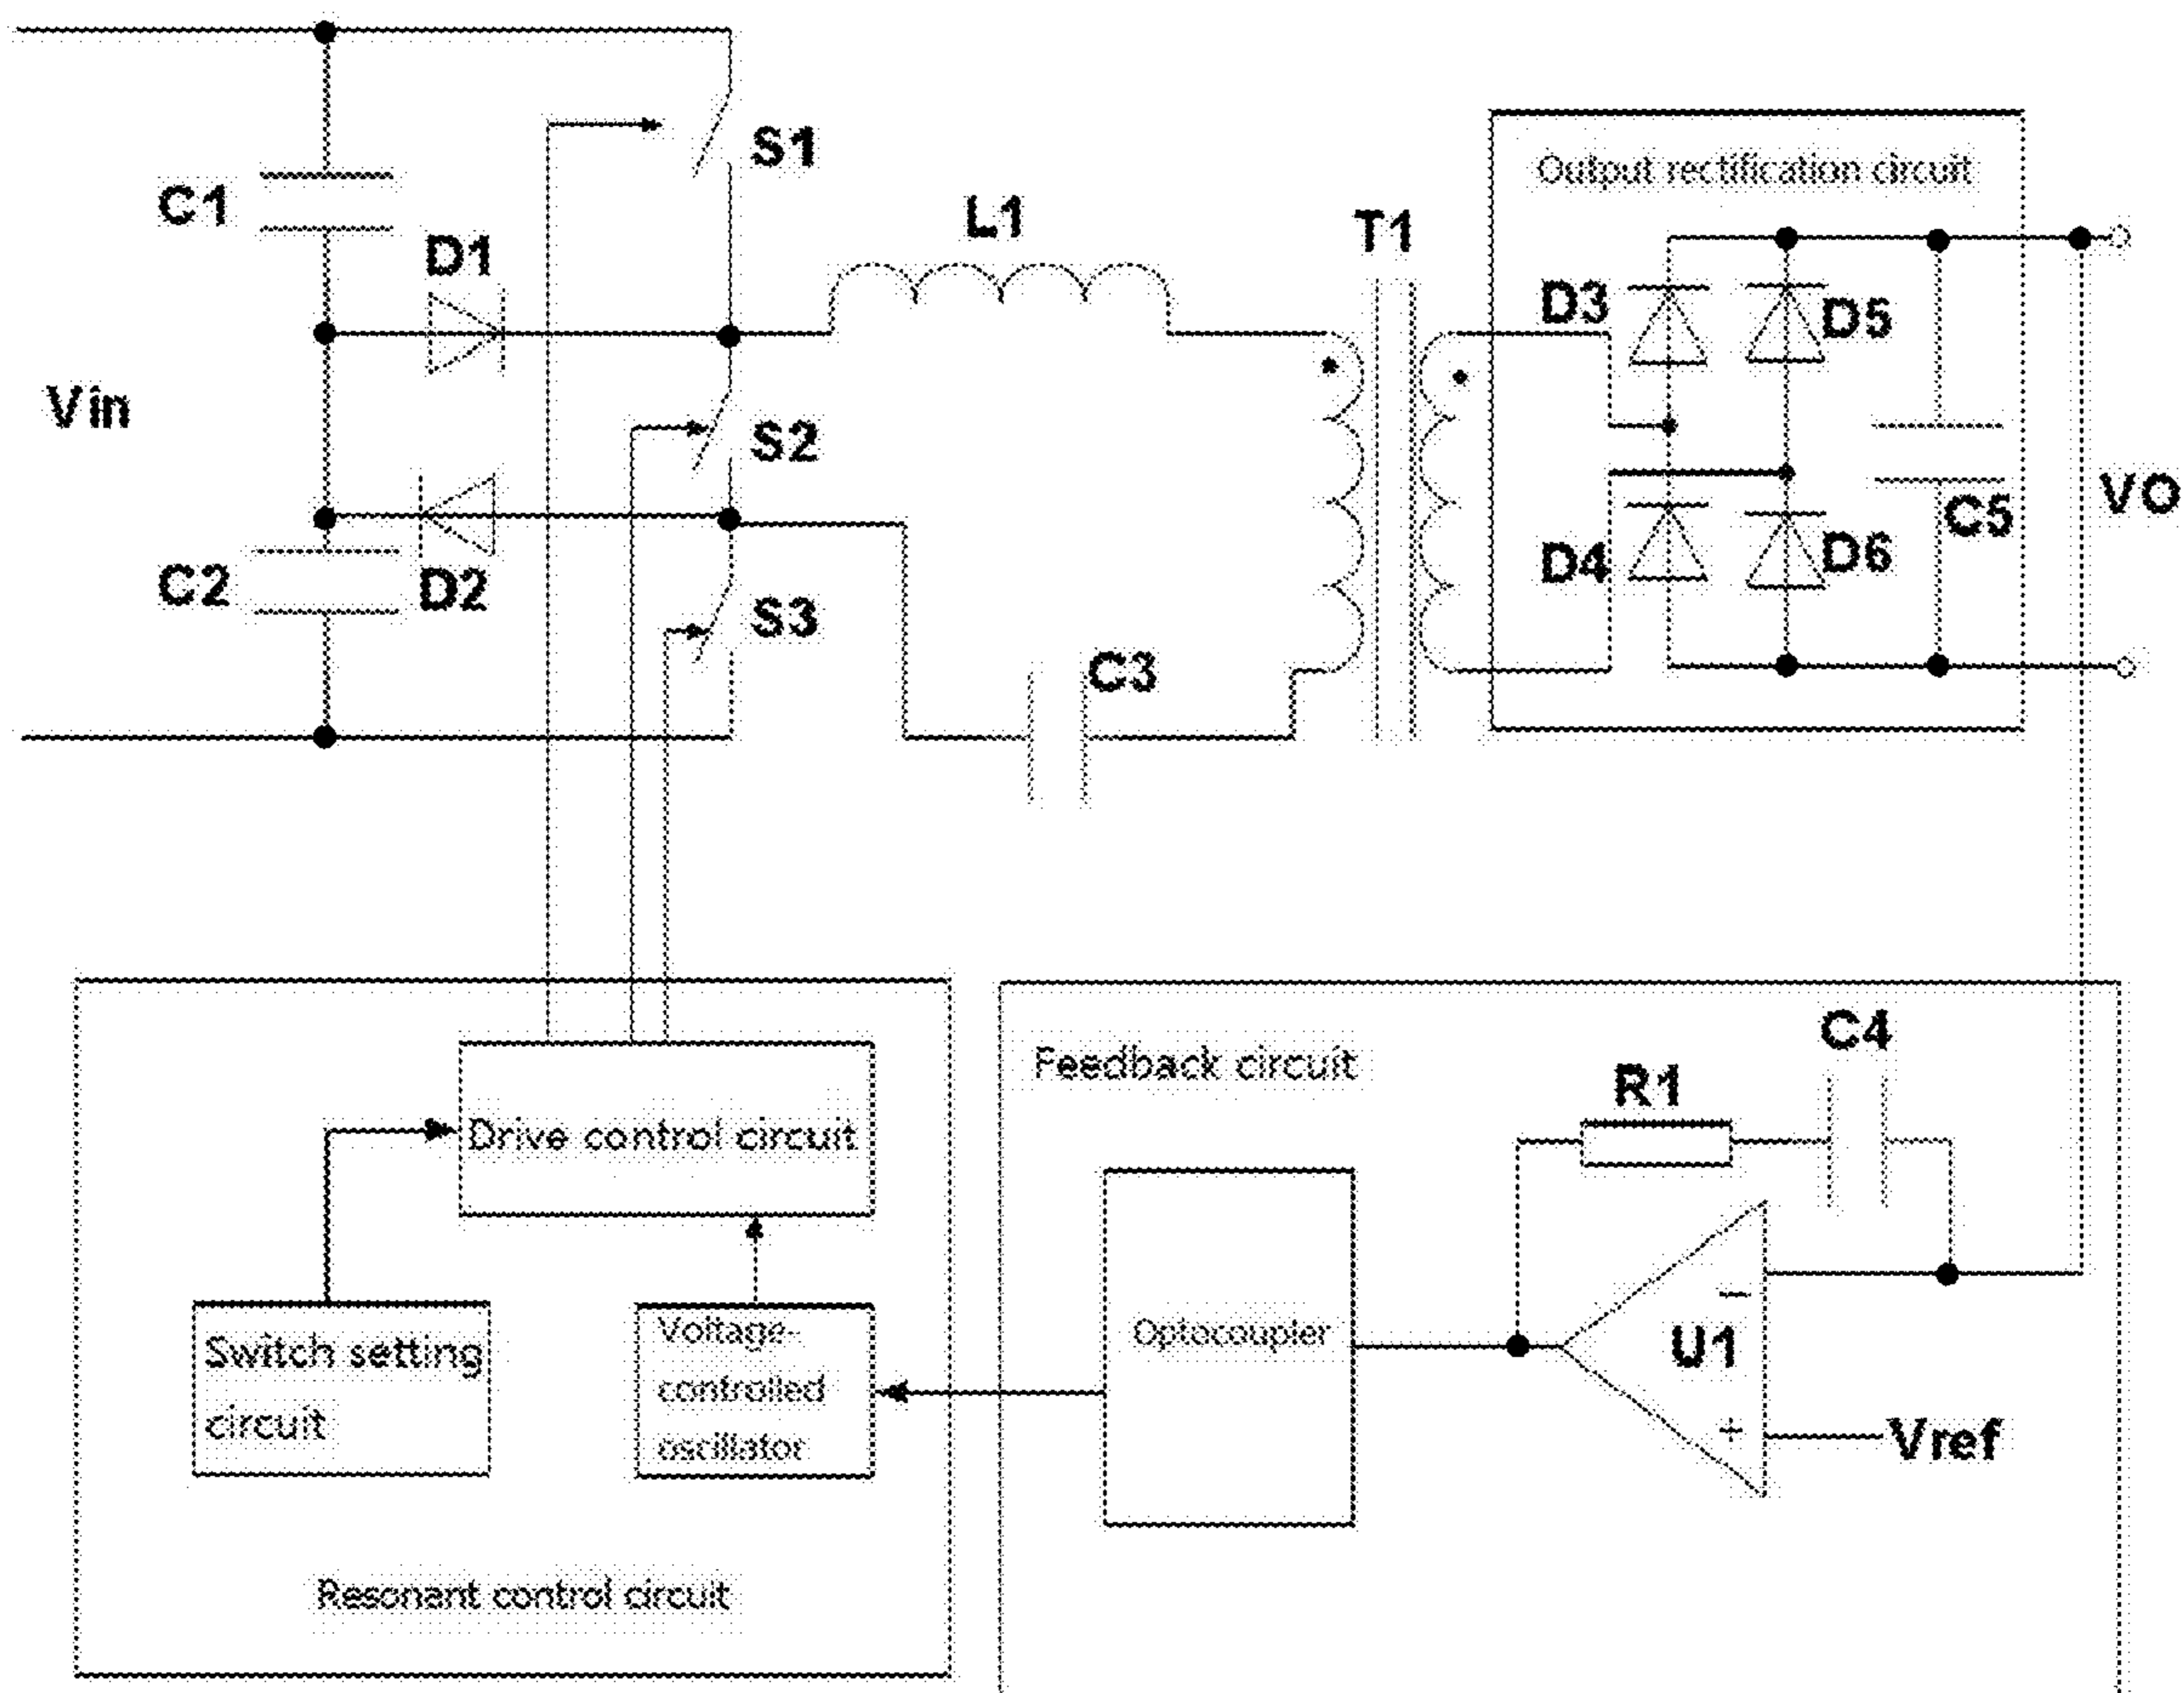 S1
Output rectification circuit
C1
L1
T1
D1
D3
D5
Vin
S2
VO
C5
C2
D2
D4
D6
S3
C3
C4
Feedback circuit
R1
Drive control circuit
Switch setting
circuit
Voltage-
controlled
oscillator
Optocoupler
−
U1
+
Vref
Resonant control circuit